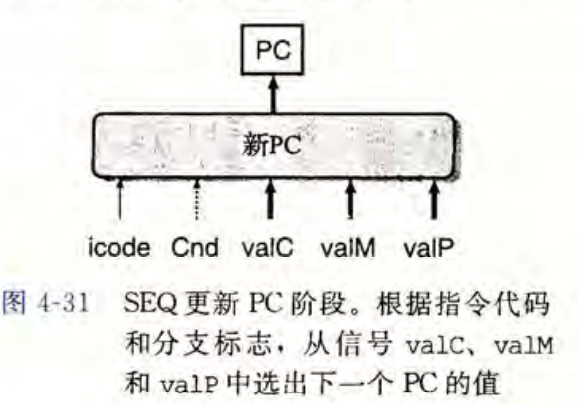 PC
新PC
icode Cnd valC valM valP
图 4-31 SEQ 更新 PC 阶段。根据指令代码
和分支标志，从信号 valC、valM
和 valP 中选出下一个 PC 的值